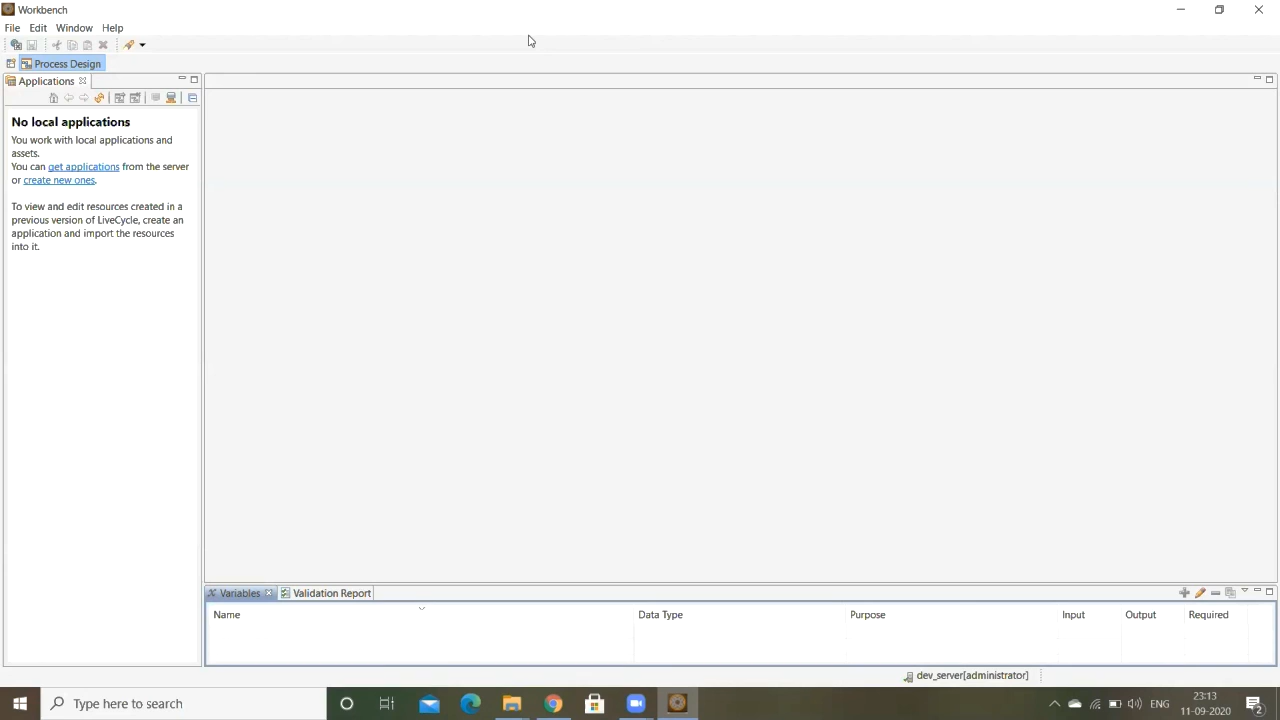 Workbench
File Edit Window Help
Process Design
Applications
No local applications
You work with local applications and
assets.
You can get applications from the server
or create new ones.
To view and edit resources created in a
previous version of LiveCycle, create an
application and import the resources
into it.
Variables Validation Report
Name Data Type Purpose Input Output Required
dev_server[administrator]
Type here to search
ENG
23:13
11-09-2020
2